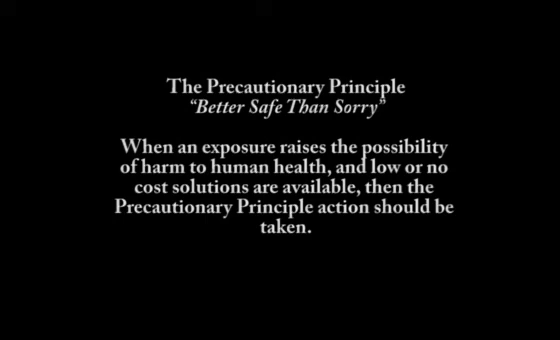 The Precautionary Principle
“Better Safe Than Sorry”
When an exposure raises the possibility
of harm to human health, and low or no
cost solutions are available, then the
Precautionary Principle action should be
taken.